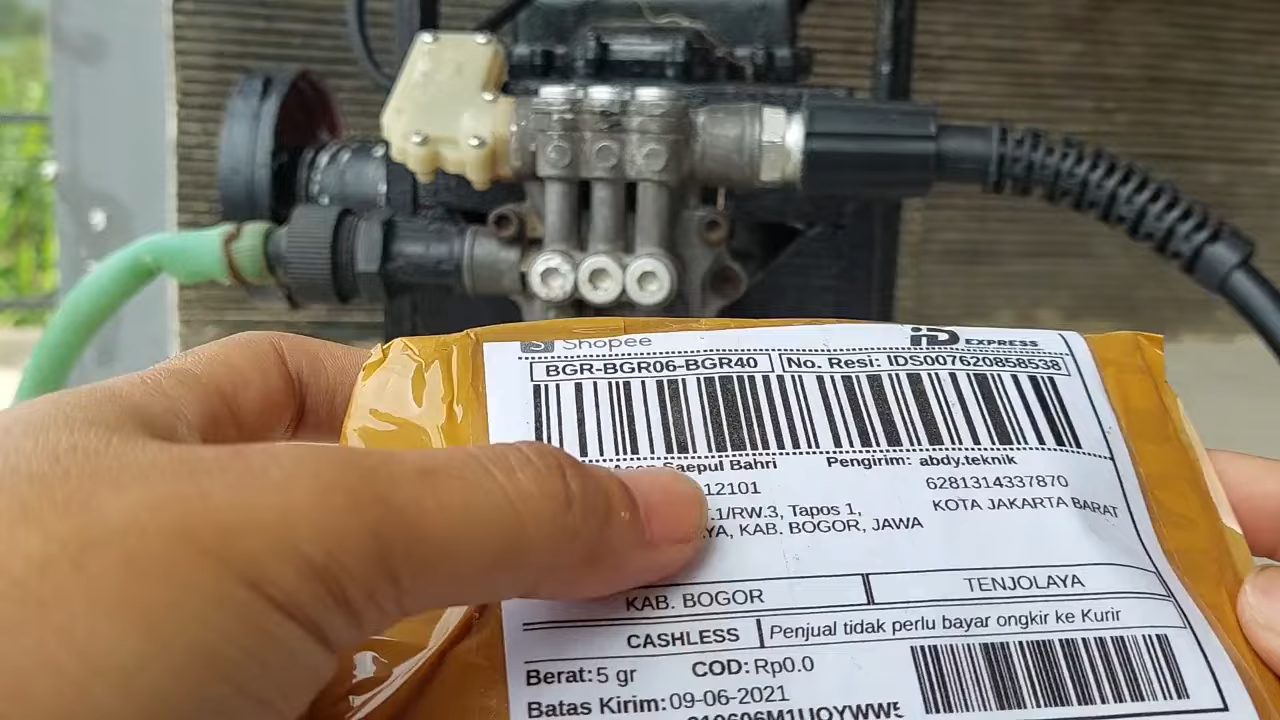 S Shopee
iD EXPRESS
BGR-BGR06-BGR40 No. Resi: IDS007620858538
Saepul Bahri Pengirim: abdy.teknik
12101 6281314337870
.1/RW.3, Tapos 1, KOTA JAKARTA BARAT
YA, KAB. BOGOR, JAWA
KAB. BOGOR TENJOLAYA
CASHLESS Penjual tidak perlu bayar ongkir ke Kurir
Berat: 5 gr COD: Rp0.0
Batas Kirim: 09-06-2021